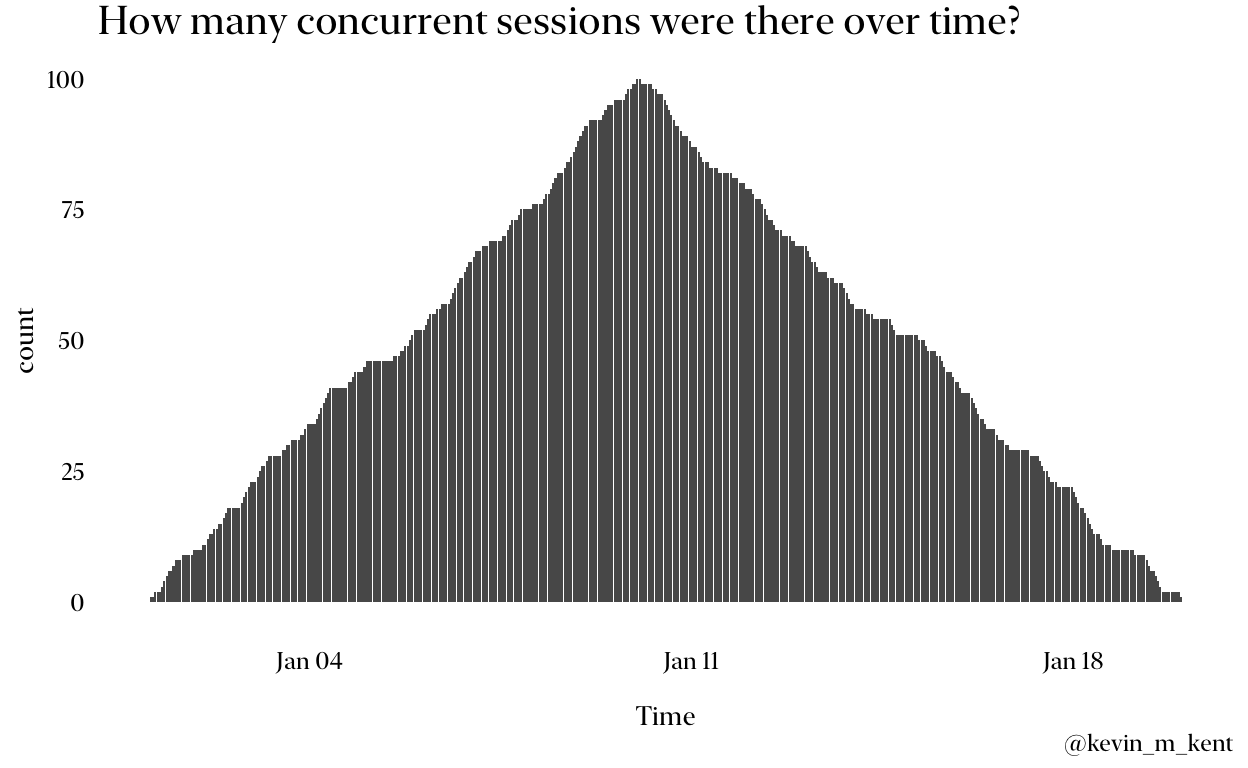 How many concurrent sessions were there over time?
100
75
50
25
0
count
Jan 04
Jan 11
Jan 18
Time
@kevin_m_kent